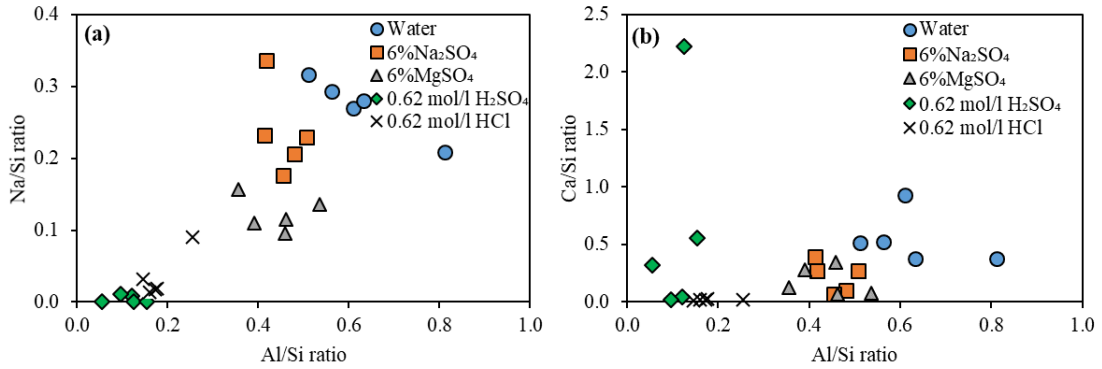 (a)
Water
6%Na₂SO₄
6%MgSO₄
0.62 mol/l H₂SO₄
0.62 mol/l HCl
Na/Si ratio
0.4
0.3
0.2
0.1
0.0
0.0 0.2 0.4 0.6 0.8 1.0
Al/Si ratio
(b)
Water
6%Na₂SO₄
6%MgSO₄
0.62 mol/l H₂SO₄
0.62 mol/l HCl
Ca/Si ratio
2.5
2.0
1.5
1.0
0.5
0.0
0.0 0.2 0.4 0.6 0.8 1.0
Al/Si ratio